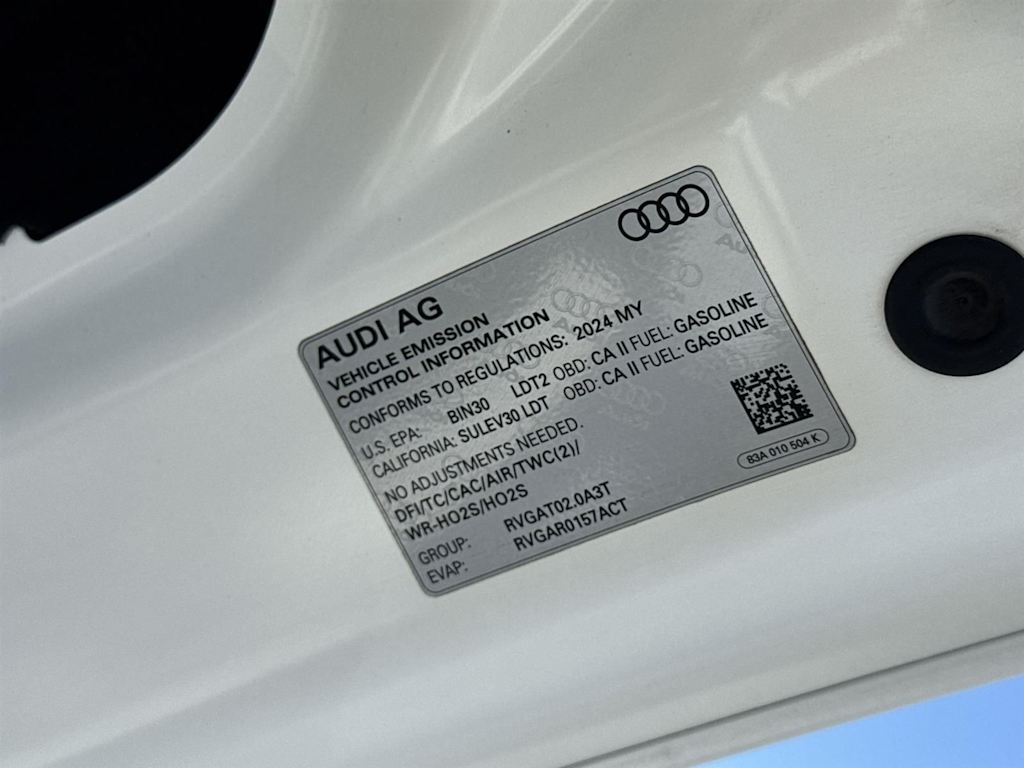 AUDI AG
VEHICLE EMISSION
CONTROL INFORMATION
CONFORMS TO REGULATIONS: 2024 MY
U.S. EPA: BIN30 LDT2 OBD: CA II FUEL: GASOLINE
CALIFORNIA: SULEV30 LDT OBD: CA II FUEL: GASOLINE
NO ADJUSTMENTS NEEDED.
DFI/TC/CAC/AIR/TWC(2)/
WR-HO2S/HO2S
GROUP: RVGAT02.0A3T
EVAP: RVGAR0157ACT
83A 010 504 K